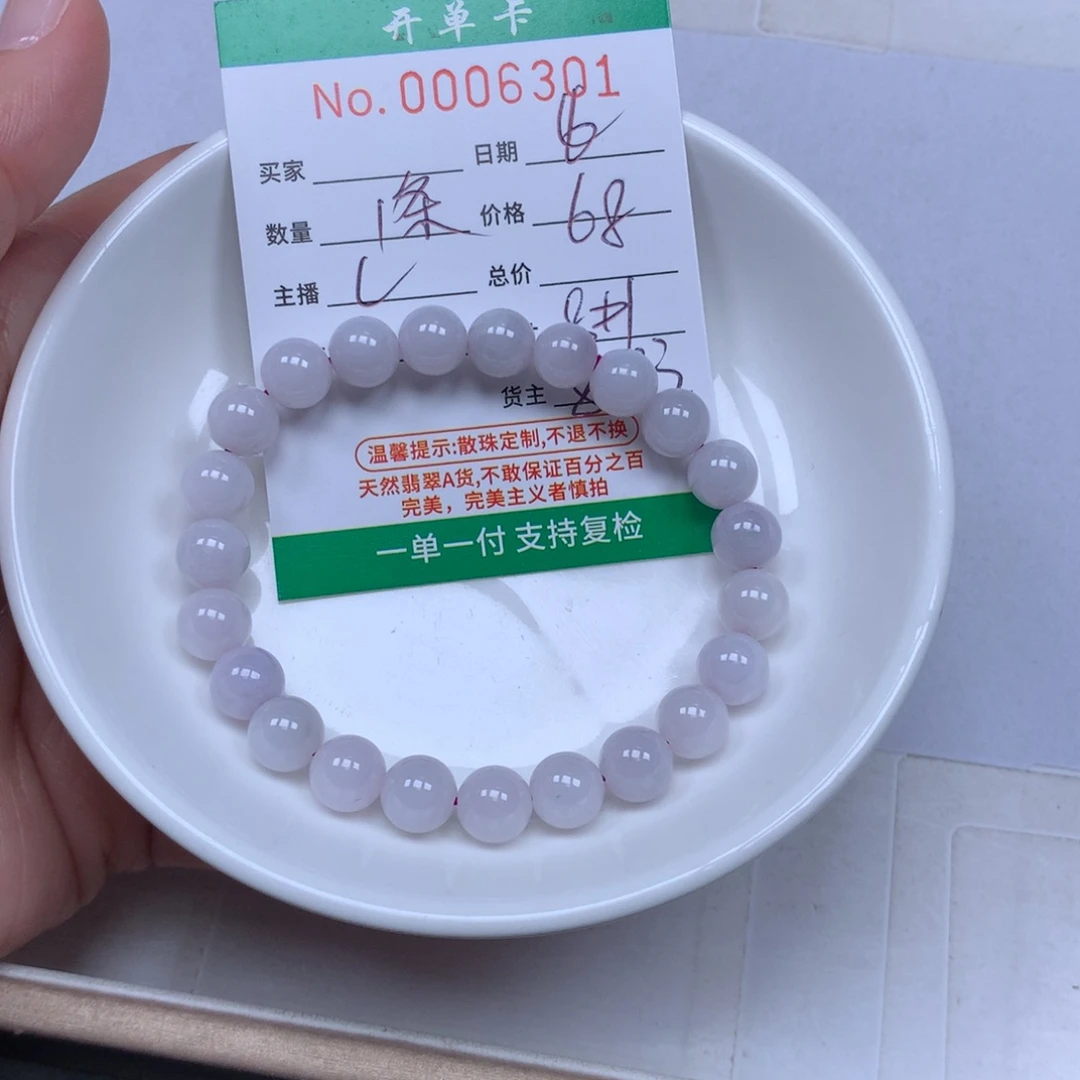 开单卡
No. 0006301
买家 日期 6
数量 1条 价格 68
主播 L 总价
货主
温馨提示:散珠定制,不退不换
天然翡翠A货,不敢保证百分之百
完美，完美主义者慎拍
一单一付 支持复检